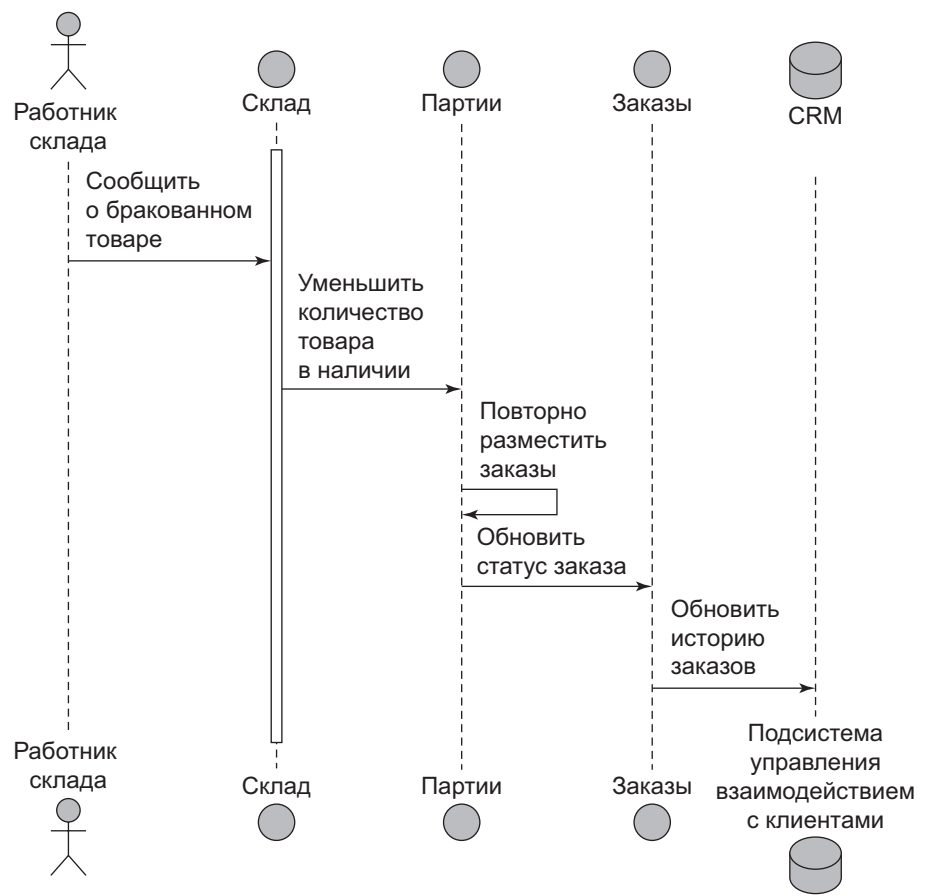 Работник
склада
Склад
Партии
Заказы
CRM
Сообщить
о бракованном
товаре
Уменьшить
количество
товара
в наличии
Повторно
разместить
заказы
Обновить
статус заказа
Обновить
историю
заказов
Работник
склада
Склад
Партии
Заказы
Подсистема
управления
взаимодействием
с клиентами